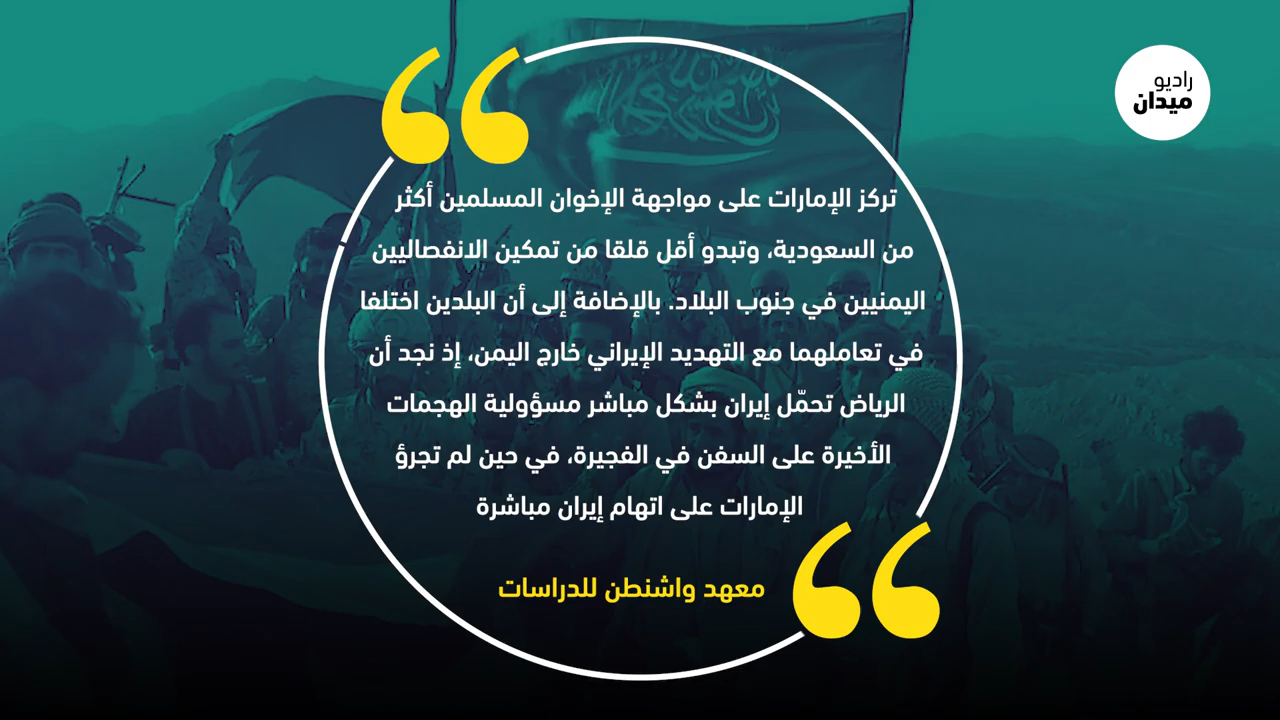 راديو
ميدان
تركز الإمارات على مواجهة الإخوان المسلمين أكثر
من السعودية، وتبدو أقل قلقا من تمكين الانفصاليين
اليمنيين في جنوب البلاد. بالإضافة إلى أن البلدين اختلفا
في تعاملهما مع التهديد الإيراني خارج اليمن، إذ نجد أن
الرياض تحمّل إيران بشكل مباشر مسؤولية الهجمات
الأخيرة على السفن في الفجيرة، في حين لم تجرؤ
الإمارات على اتهام إيران مباشرة
معهد واشنطن للدراسات